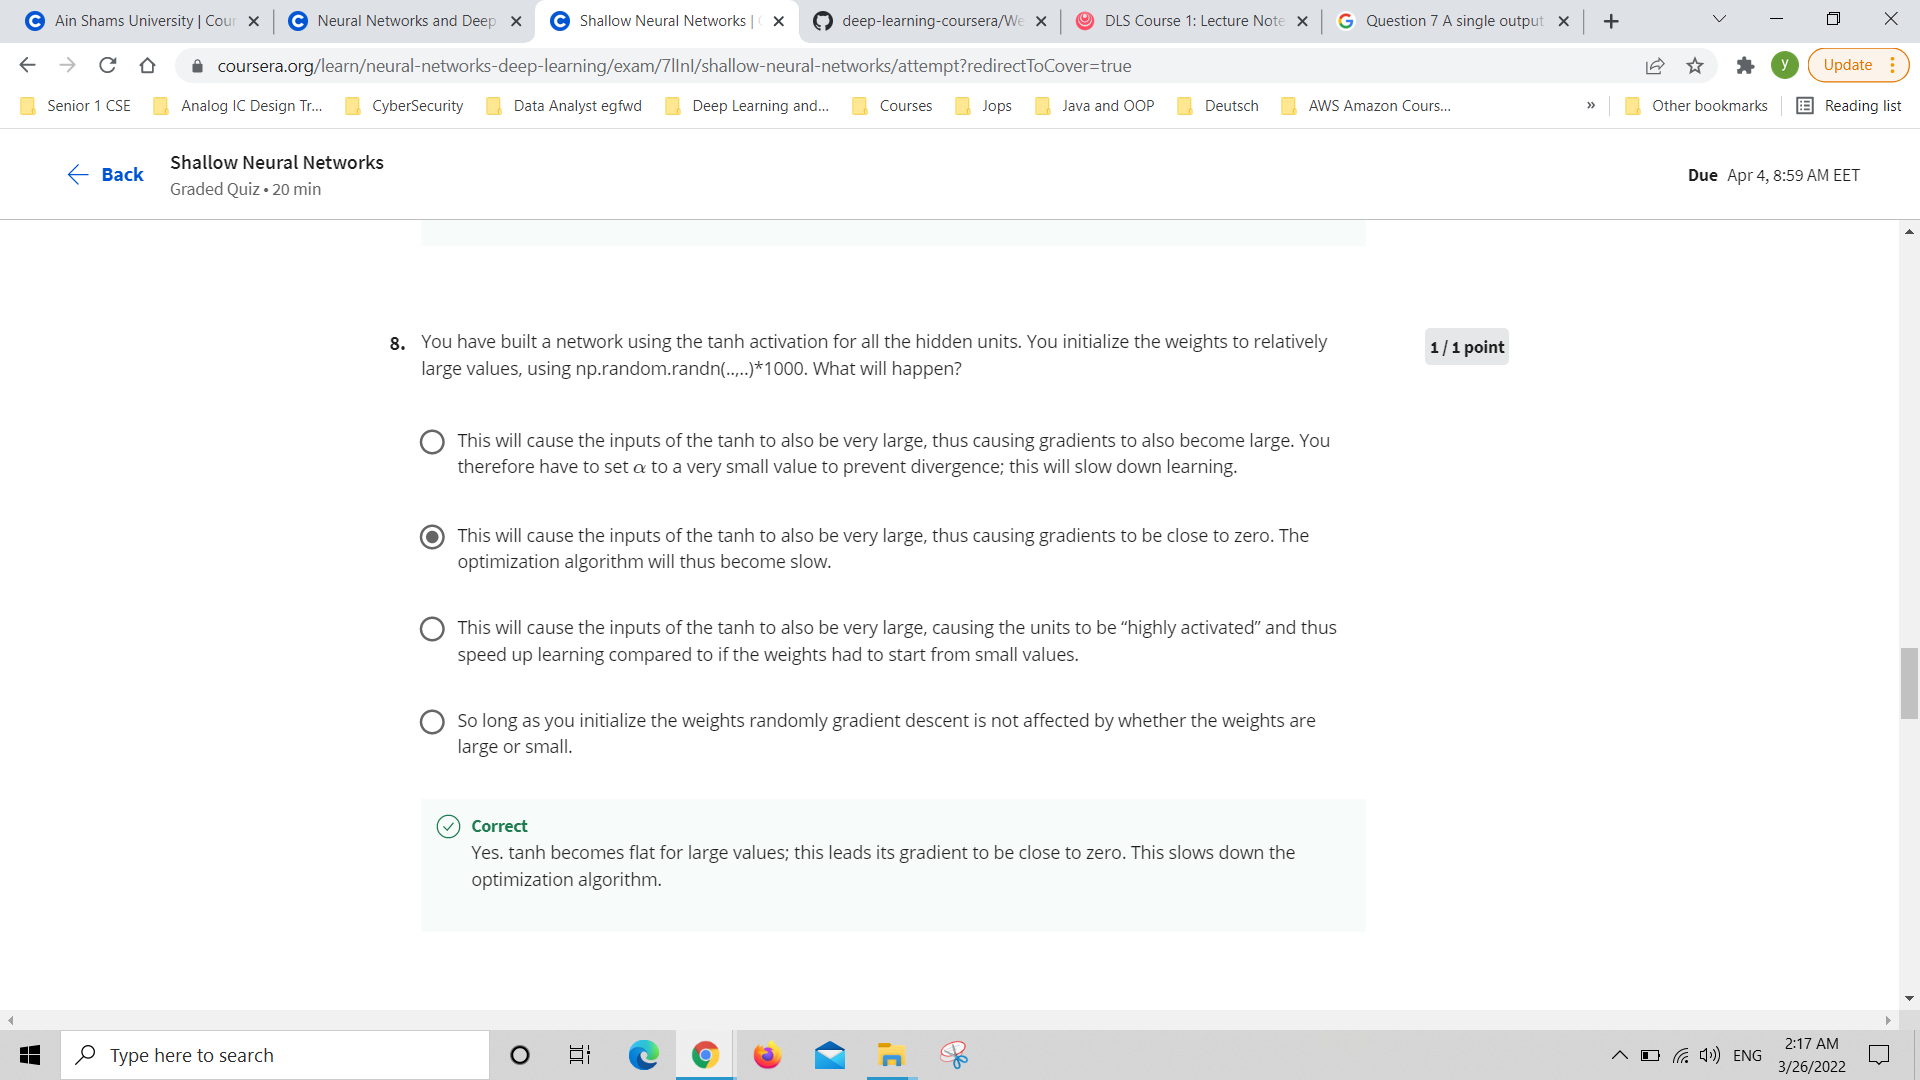 Ain Shams University | Cour
Neural Networks and Deep
Shallow Neural Networks |
deep-learning-coursera/We
DLS Course 1: Lecture Note
Question 7 A single output
coursera.org/learn/neural-networks-deep-learning/exam/7lInI/shallow-neural-networks/attempt?redirectToCover=true
y
Update
Senior 1 CSE
Analog IC Design Tr...
CyberSecurity
Data Analyst egfwd
Deep Learning and...
Courses
Jops
Java and OOP
Deutsch
AWS Amazon Cours...
»
Other bookmarks
Reading list
Back
Shallow Neural Networks
Graded Quiz • 20 min
Due Apr 4, 8:59 AM EET
8. You have built a network using the tanh activation for all the hidden units. You initialize the weights to relatively
large values, using np.random.randn(..,..)*1000. What will happen?
1 / 1 point
This will cause the inputs of the tanh to also be very large, thus causing gradients to also become large. You
therefore have to set α to a very small value to prevent divergence; this will slow down learning.
This will cause the inputs of the tanh to also be very large, thus causing gradients to be close to zero. The
optimization algorithm will thus become slow.
This will cause the inputs of the tanh to also be very large, causing the units to be “highly activated” and thus
speed up learning compared to if the weights had to start from small values.
So long as you initialize the weights randomly gradient descent is not affected by whether the weights are
large or small.
Correct
Yes. tanh becomes flat for large values; this leads its gradient to be close to zero. This slows down the
optimization algorithm.
Type here to search
ENG
2:17 AM
3/26/2022